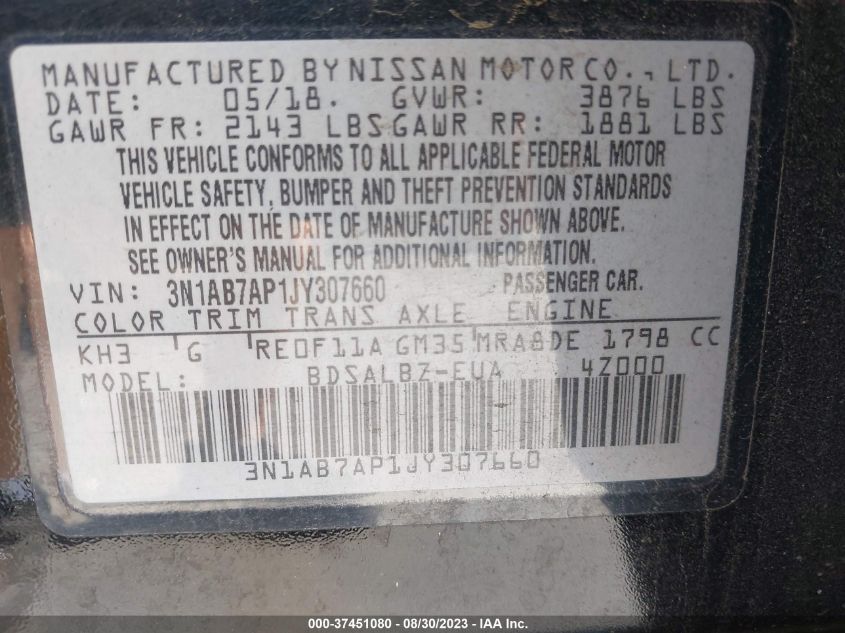 MANUFACTURED BY NISSAN MOTOR CO., LTD.
DATE: 05/18. GVWR: 3876 LBS
GAWR FR: 2143 LBS GAWR RR: 1881 LBS
THIS VEHICLE CONFORMS TO ALL APPLICABLE FEDERAL MOTOR
VEHICLE SAFETY, BUMPER AND THEFT PREVENTION STANDARDS
IN EFFECT ON THE DATE OF MANUFACTURE SHOWN ABOVE.
SEE OWNER'S MANUAL FOR ADDITIONAL INFORMATION.
VIN: 3N1AB7AP1JY307660 PASSENGER CAR.
COLOR TRIM TRANS AXLE ENGINE
KH3 G RE0F11A GM35 MRA8DE 1798 CC
MODEL: BDSALBZ-EUA 4Z000
3N1AB7AP1JY307660
000-37451080 - 08/30/2023 - IAA Inc.